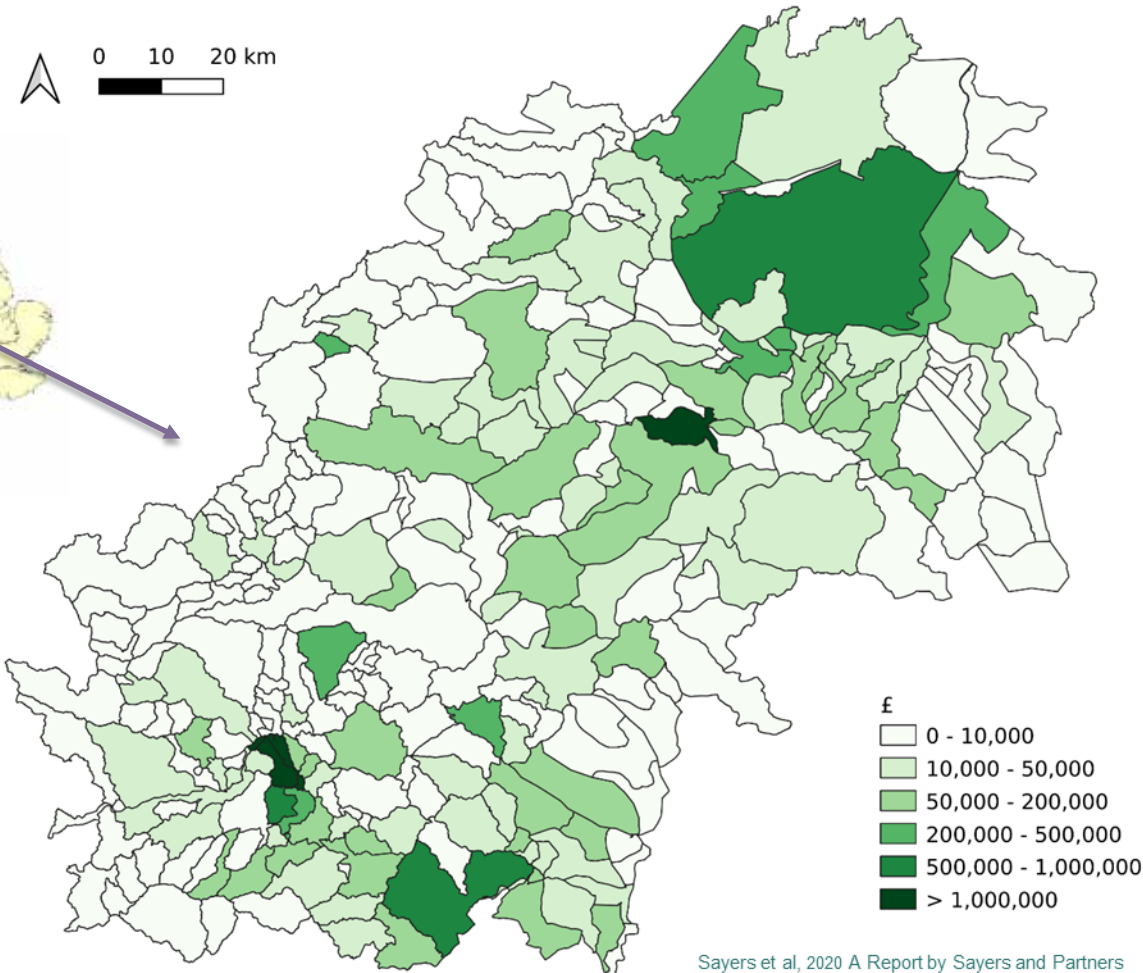 0 10 20 km
£
0 - 10,000
10,000 - 50,000
50,000 - 200,000
200,000 - 500,000
500,000 - 1,000,000
> 1,000,000
Sayers et al, 2020 A Report by Sayers and Partners